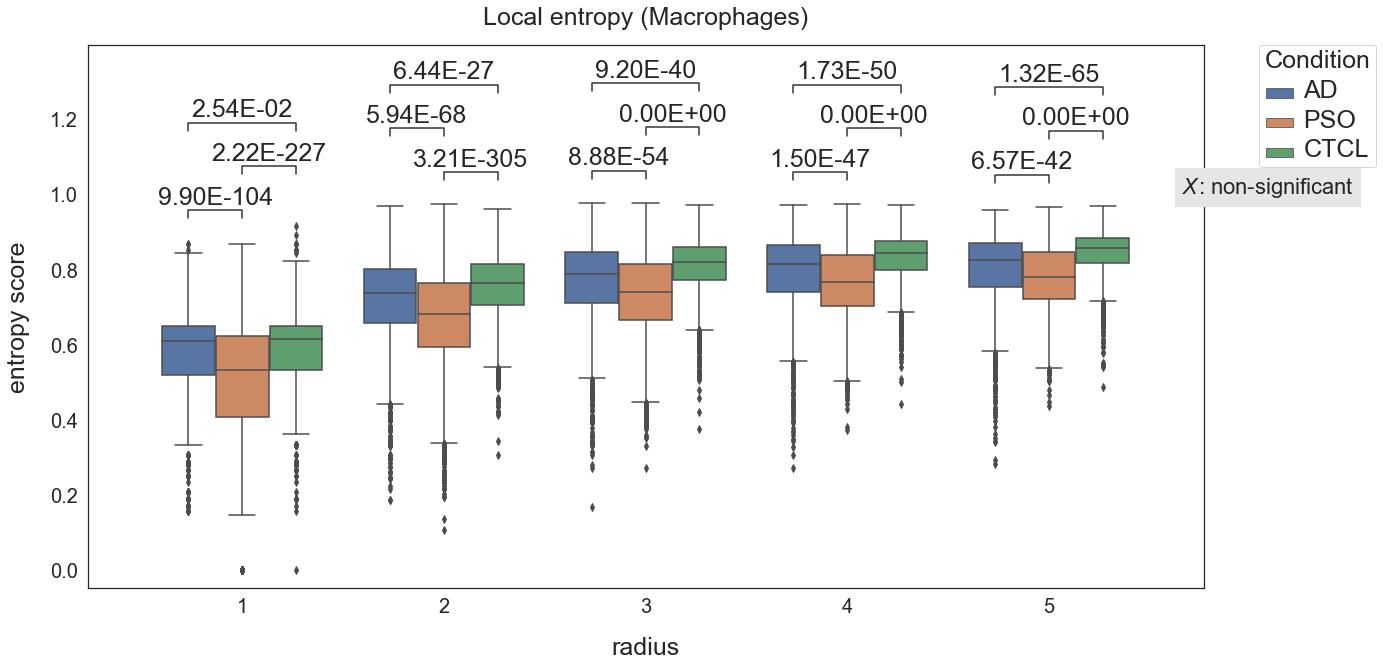 Local entropy (Macrophages)
Condition
AD
PSO
CTCL
X: non-significant
6.44E-27
9.20E-40
1.73E-50
1.32E-65
2.54E-02
5.94E-68
0.00E+00
0.00E+00
0.00E+00
2.22E-227
3.21E-305
8.88E-54
1.50E-47
6.57E-42
9.90E-104
entropy score
1.2
1.0
0.8
0.6
0.4
0.2
0.0
1 2 3 4 5
radius